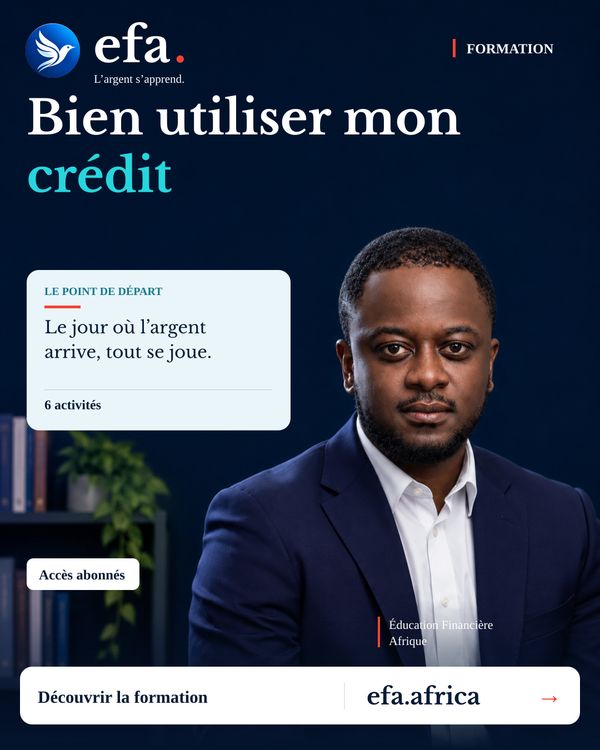 efa.
L’argent s’apprend.
FORMATION
Bien utiliser mon
crédit
LE POINT DE DÉPART
Le jour où l’argent
arrive, tout se joue.
6 activités
Accès abonnés
Éducation Financière
Afrique
Découvrir la formation
efa.africa →